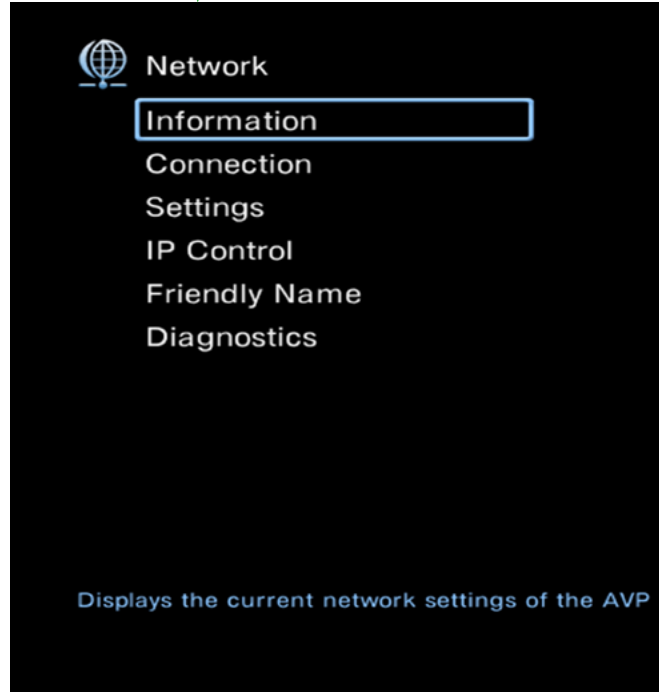 Network
Information
Connection
Settings
IP Control
Friendly Name
Diagnostics
Displays the current network settings of the AVP